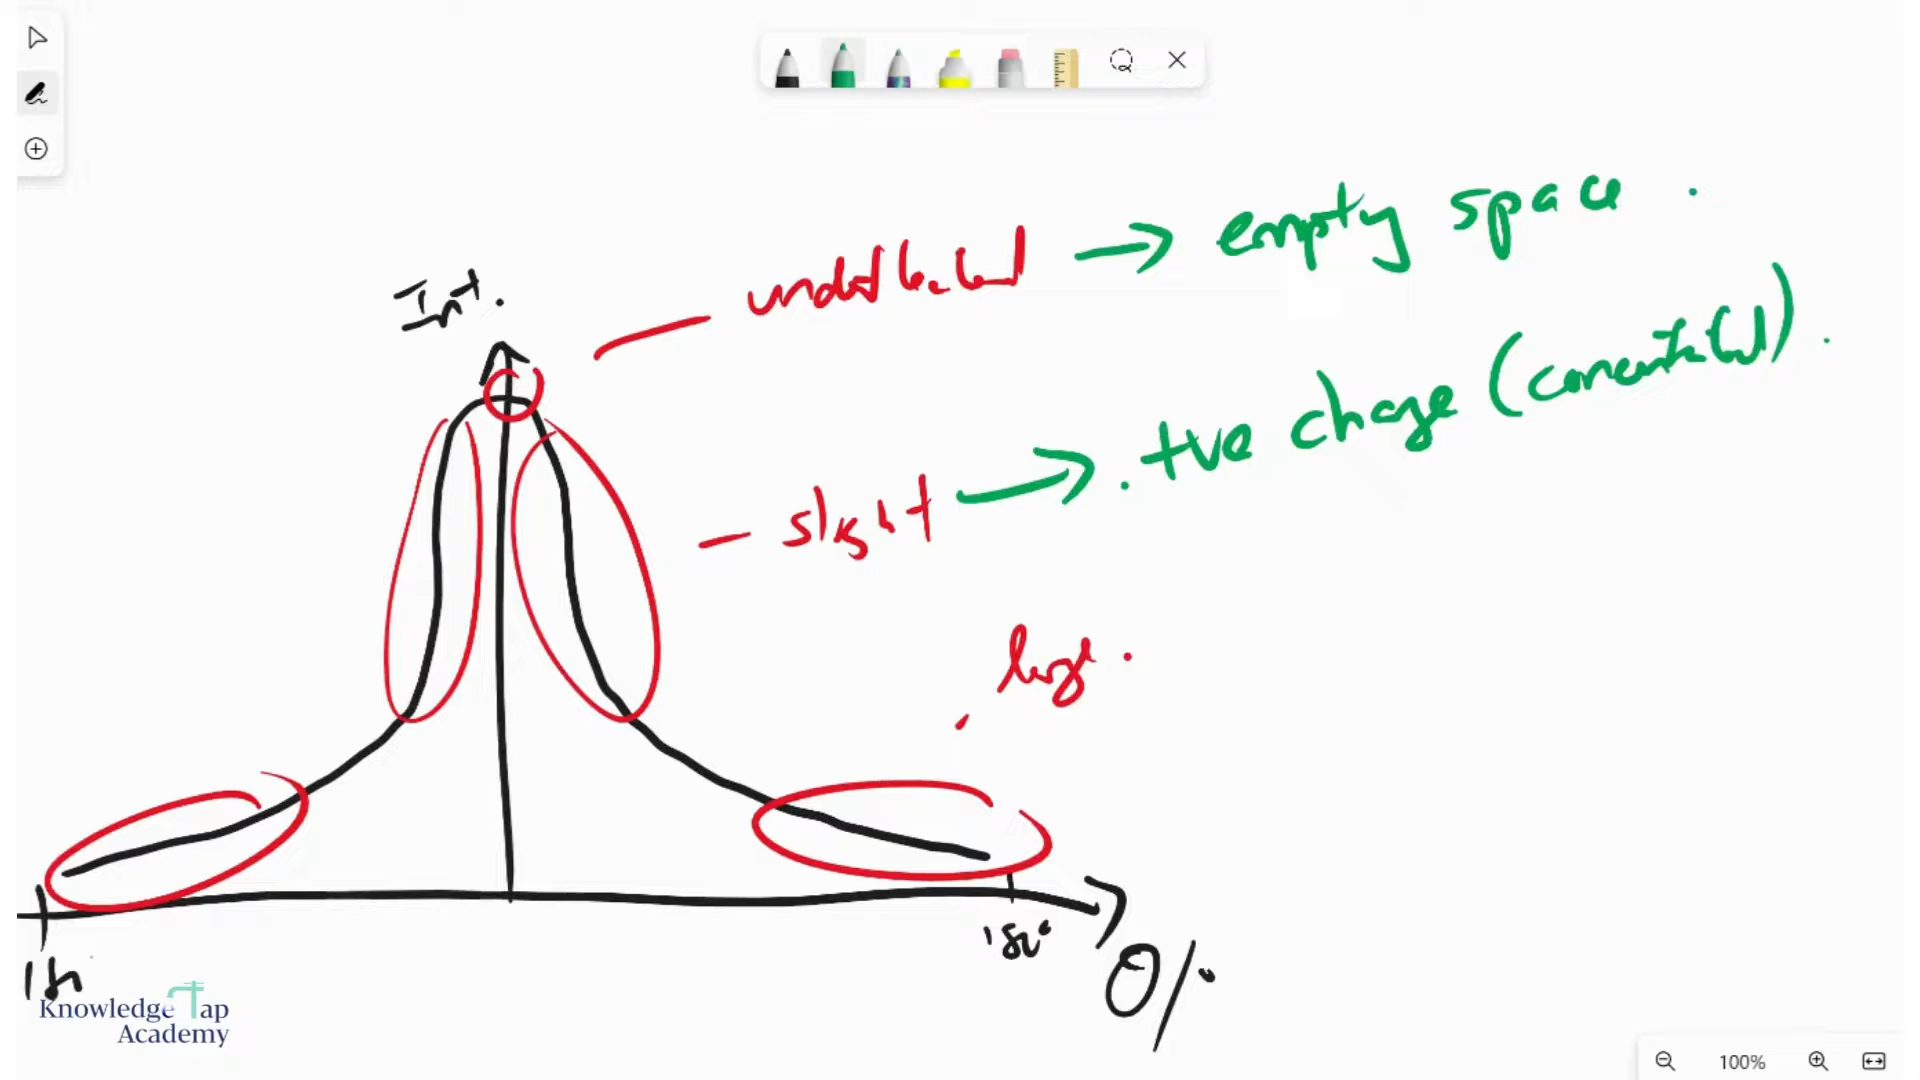 Int.
undeflected → empty space .
- slight → . +ve charge (concentrated) .
large .
180°
θ/°
Knowledge Tap
Academy
100%